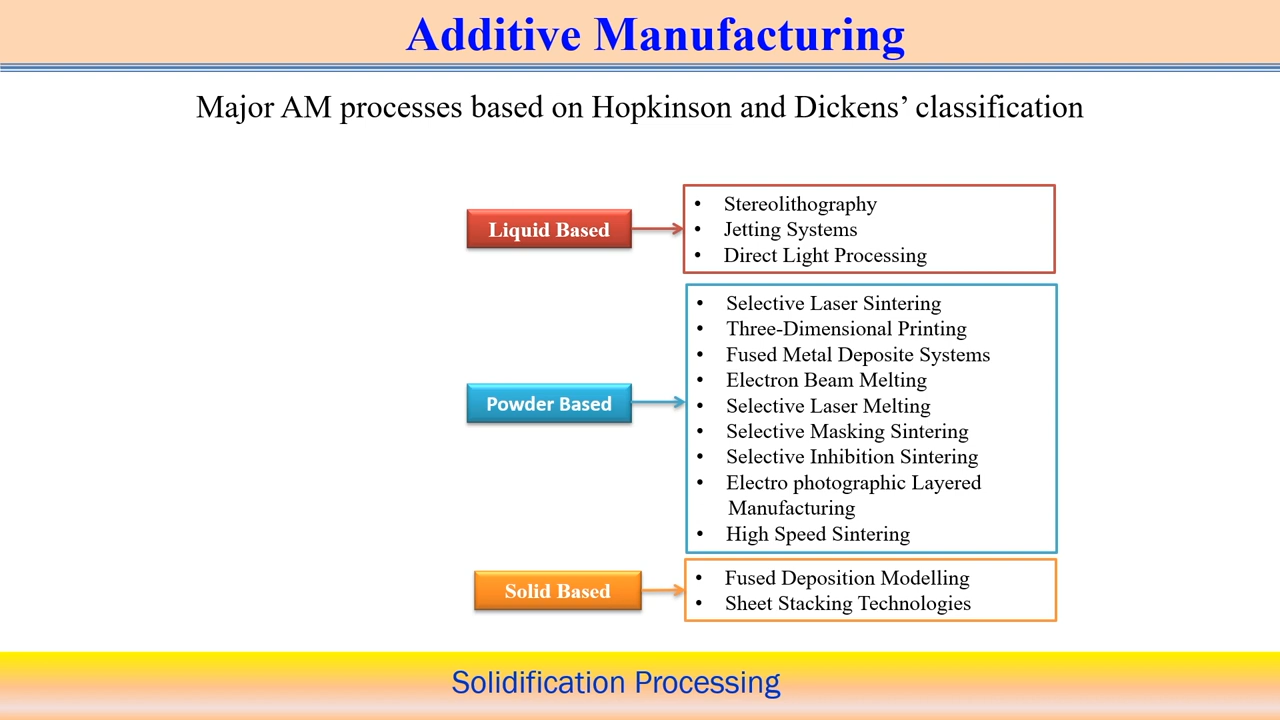 Additive Manufacturing
Major AM processes based on Hopkinson and Dickens’ classification
Liquid Based
• Stereolithography
• Jetting Systems
• Direct Light Processing
Powder Based
• Selective Laser Sintering
• Three-Dimensional Printing
• Fused Metal Deposite Systems
• Electron Beam Melting
• Selective Laser Melting
• Selective Masking Sintering
• Selective Inhibition Sintering
• Electro photographic Layered
Manufacturing
• High Speed Sintering
Solid Based
• Fused Deposition Modelling
• Sheet Stacking Technologies
Solidification Processing